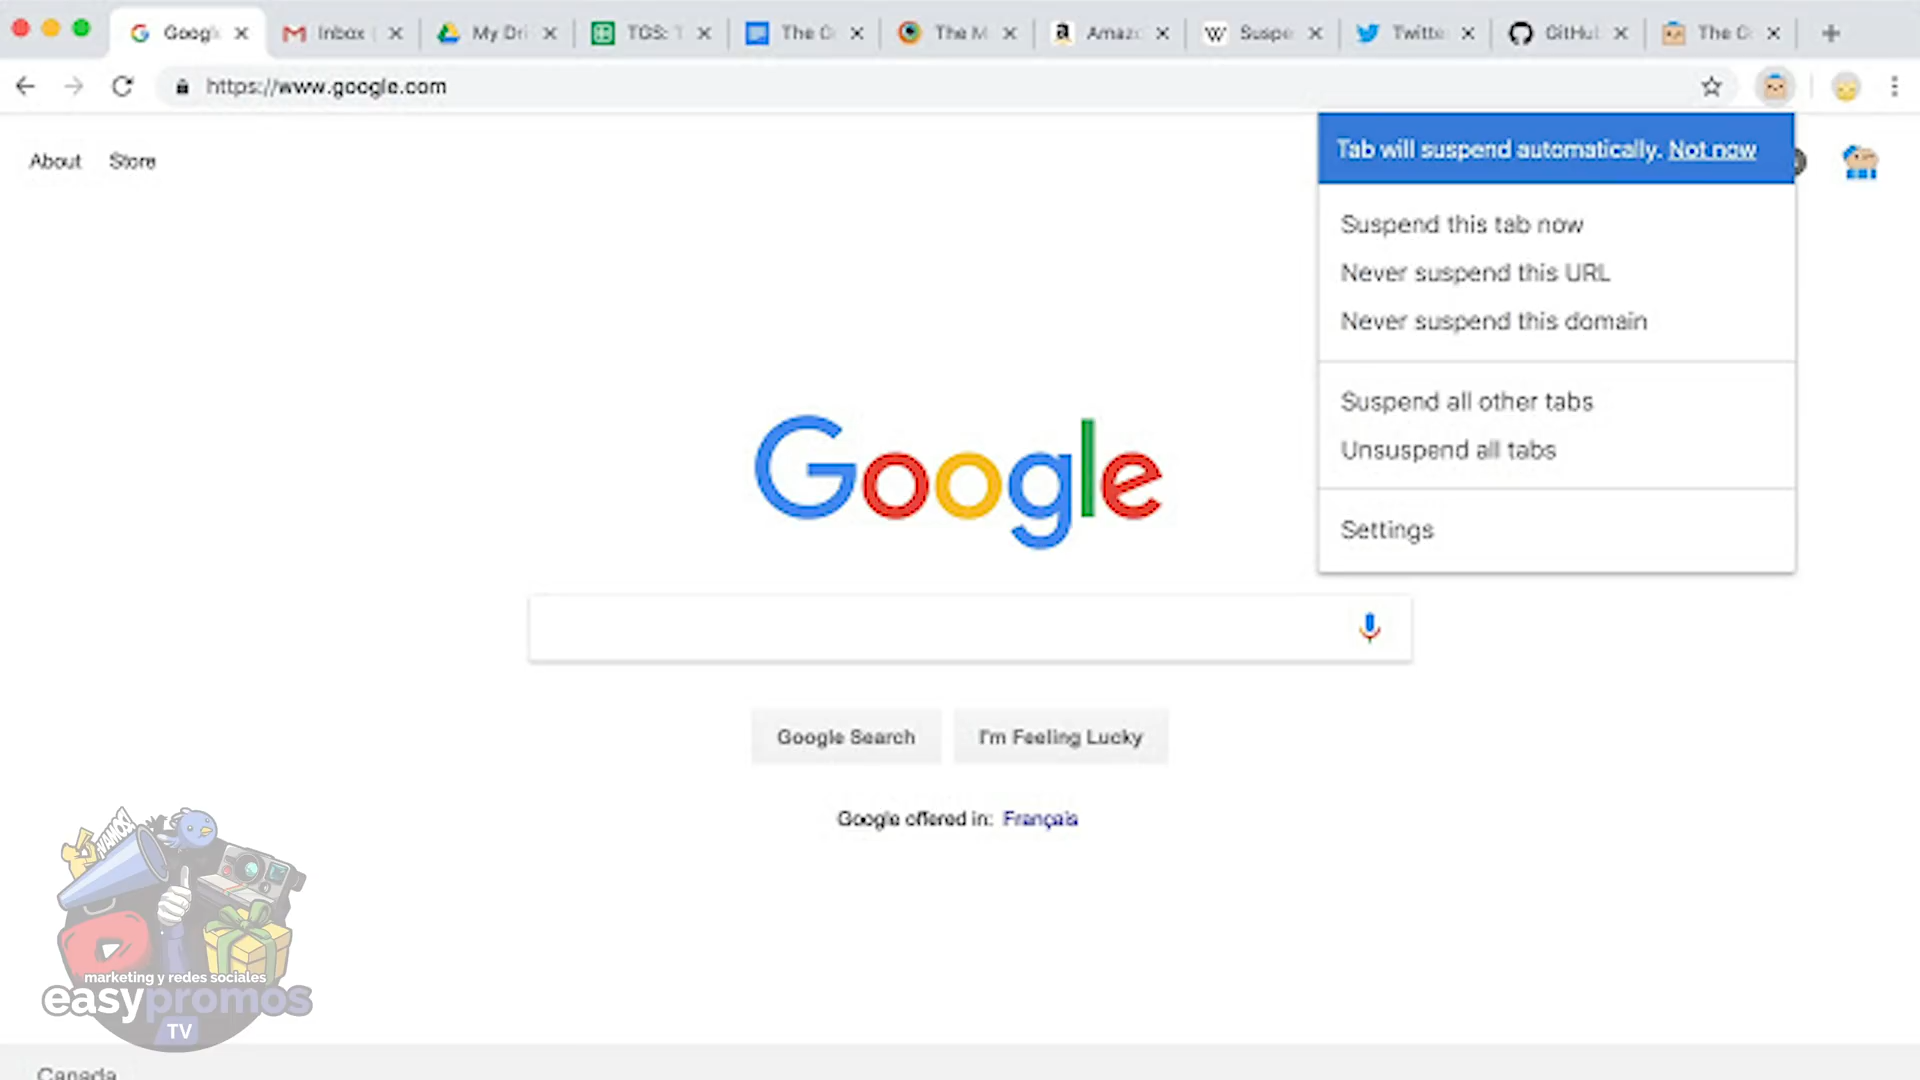 Googl
Inbox
My Dri
TGS: T
The G
The M
Amazo
Suspe
Twitte
GitHu
The G
https://www.google.com
Tab will suspend automatically. Not now
About
Store
Suspend this tab now
Never suspend this URL
Never suspend this domain
Suspend all other tabs
Unsuspend all tabs
Settings
Google
Google Search
I'm Feeling Lucky
Google offered in: Français
¡VAMOS!
marketing y redes sociales
easypromos
TV
Canada